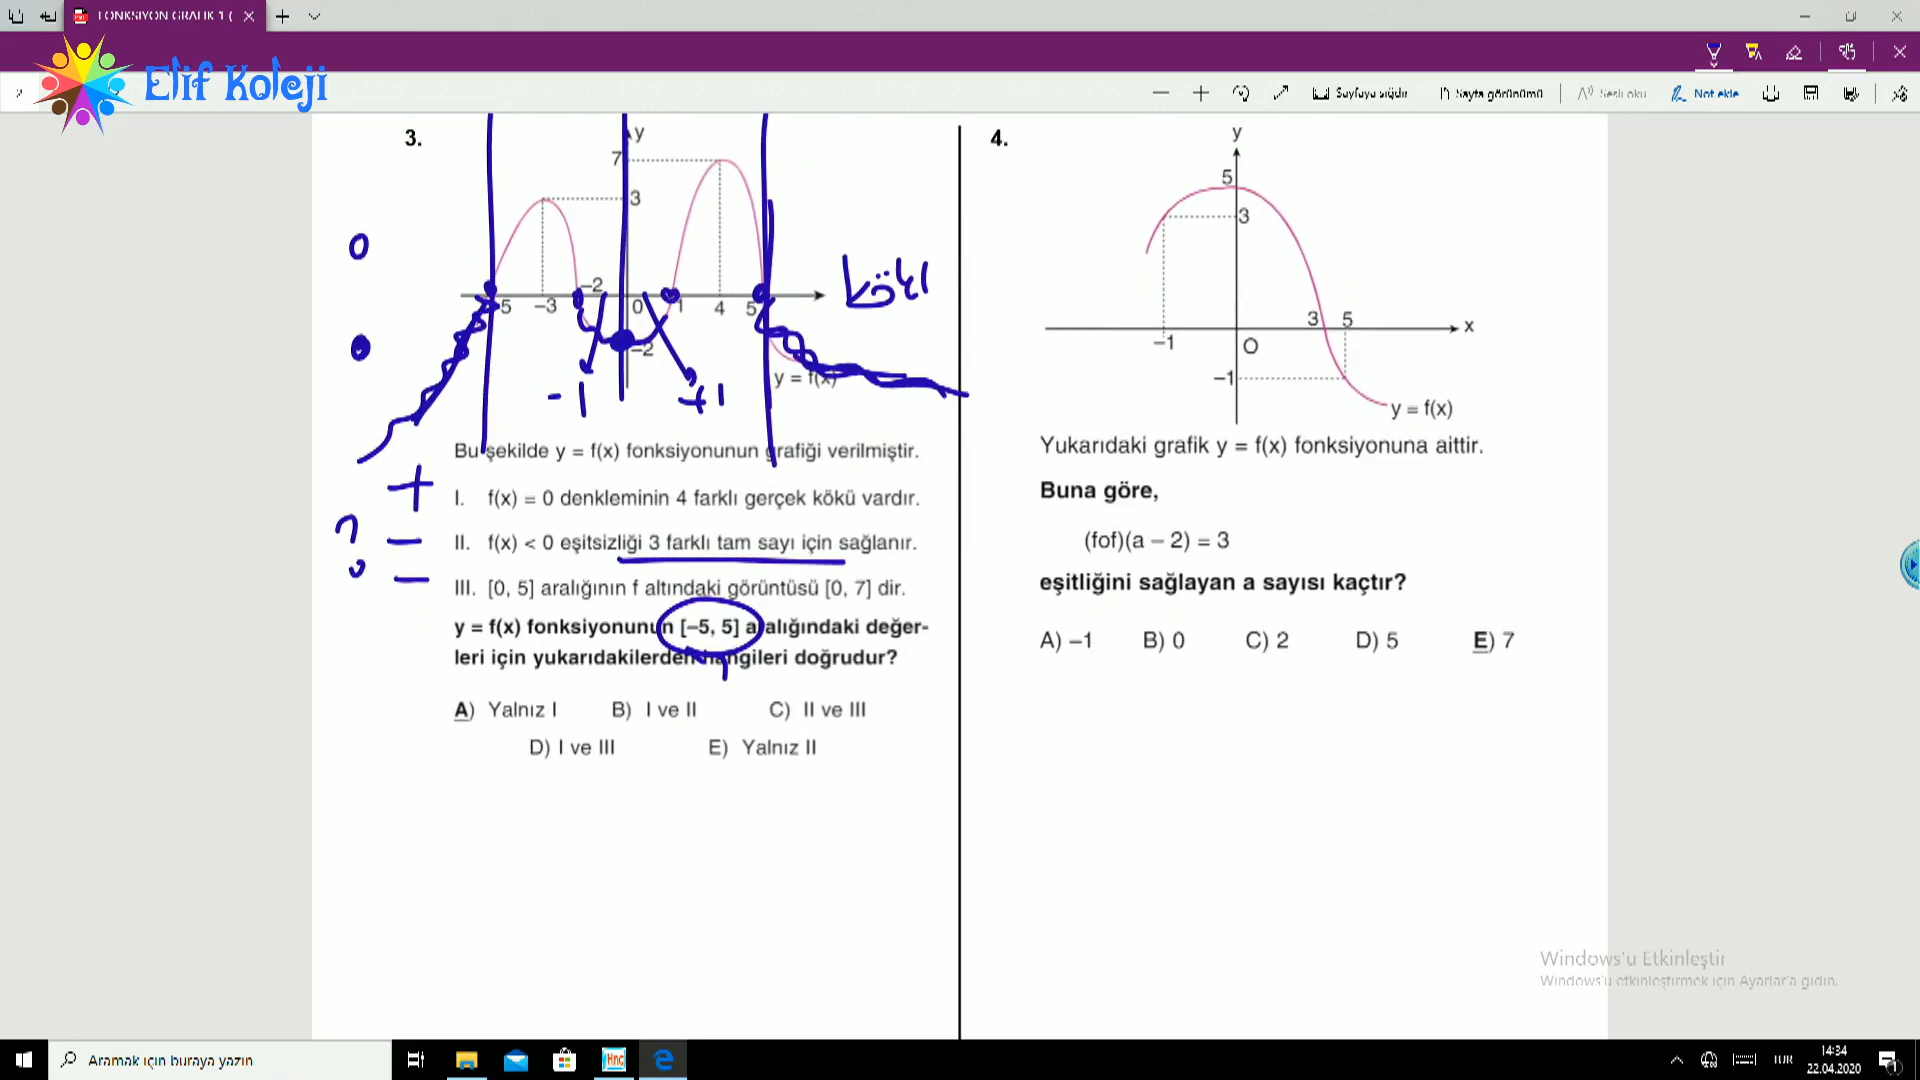 FONKSİYON GRAFİK 1 (
Elif Koleji
Sayfaya sığdır
Sayfa görünümü
Sesli oku
Not ekle
3.
y
7
3
-2
-5
-3
0
1
4
5
-2
y = f(x)
-1
+1
Bu şekilde y = f(x) fonksiyonunun grafiği verilmiştir.
I. f(x) = 0 denkleminin 4 farklı gerçek kökü vardır.
II. f(x) < 0 eşitsizliği 3 farklı tam sayı için sağlanır.
III. [0, 5] aralığının f altındaki görüntüsü [0, 7] dir.
y = f(x) fonksiyonunun [–5, 5] aralığındaki değer-
leri için yukarıdakilerden hangileri doğrudur?
A) Yalnız I B) I ve II C) II ve III
D) I ve III E) Yalnız II
4.
y
5
3
3 5
x
–1
O
–1
y = f(x)
Yukarıdaki grafik y = f(x) fonksiyonuna aittir.
Buna göre,
(fof)(a – 2) = 3
eşitliğini sağlayan a sayısı kaçtır?
A) –1 B) 0 C) 2 D) 5 E) 7
Windows'u Etkinleştir
Windows'u etkinleştirmek için Ayarlar'a gidin.
Aramak için buraya yazın
Hnc
TUR
14:34
22.04.2020
1